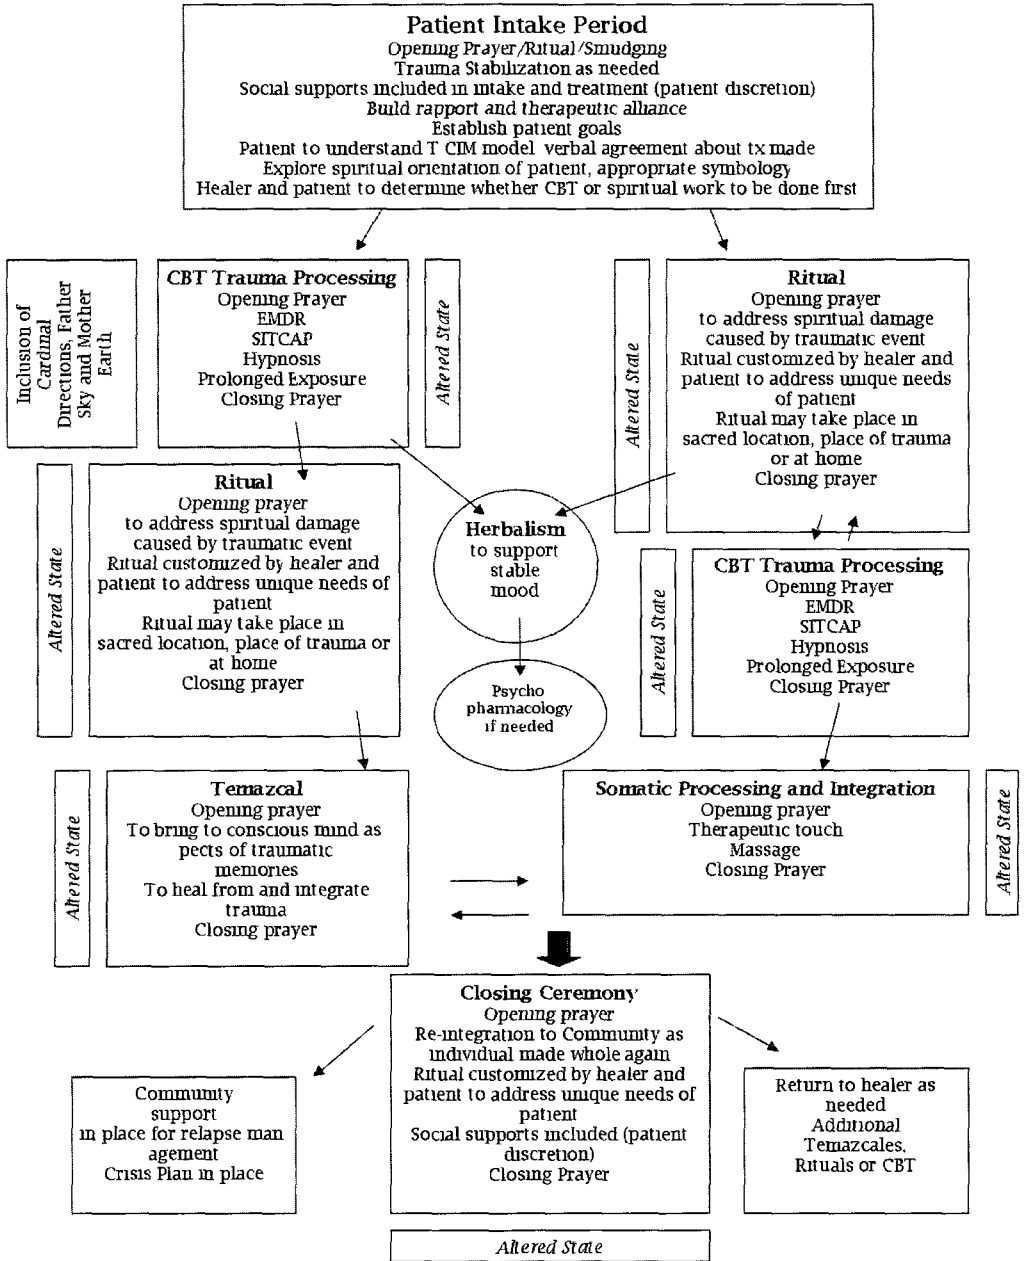 Patient Intake Period
Opening Prayer/Ritual/Smudging
Trauma Stabilization as needed
Social supports included in intake and treatment (patient discretion)
Build rapport and therapeutic alliance
Establish patient goals
Patient to understand T CIM model verbal agreement about tx made
Explore spiritual orientation of patient, appropriate symbology
Healer and patient to determine whether CBT or spiritual work to be done first
Inclusion of
Cardinal
Directions, Father
Sky and Mother
Earth
CBT Trauma Processing
Opening Prayer
EMDR
SITCAP
Hypnosis
Prolonged Exposure
Closing Prayer
Altered State
Altered State
Ritual
Opening prayer
to address spiritual damage
caused by traumatic event
Ritual customized by healer and
patient to address unique needs
of patient
Ritual may take place in
sacred location, place of trauma
or at home
Closing prayer
Altered State
Ritual
Opening prayer
to address spiritual damage
caused by traumatic event
Ritual customized by healer and
patient to address unique needs of
patient
Ritual may take place in
sacred location, place of trauma or
at home
Closing prayer
Herbalism
to support
stable
mood
Psycho
pharmacology
if needed
Altered State
CBT Trauma Processing
Opening Prayer
EMDR
SITCAP
Hypnosis
Prolonged Exposure
Closing Prayer
Altered State
Temazcal
Opening prayer
To bring to conscious mind as
pects of traumatic
memories
To heal from and integrate
trauma
Closing prayer
Somatic Processing and Integration
Opening prayer
Therapeutic touch
Massage
Closing Prayer
Altered State
Closing Ceremony
Opening prayer
Re-integration to Community as
individual made whole again
Ritual customized by healer and
patient to address unique needs of
patient
Social supports included (patient
discretion)
Closing Prayer
Community
support
in place for relapse man
agement
Crisis Plan in place
Return to healer as
needed
Additional
Temazcales,
Rituals or CBT
Altered State